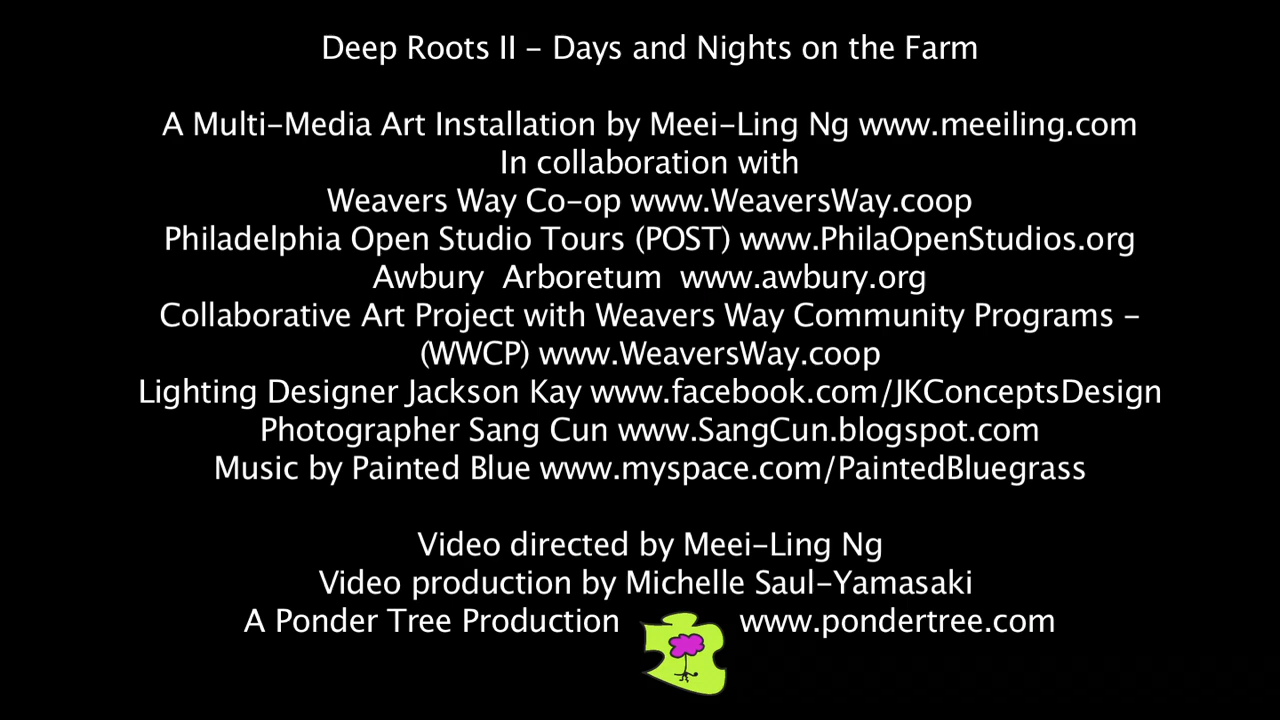 Deep Roots II - Days and Nights on the Farm
A Multi-Media Art Installation by Meei-Ling Ng www.meeiling.com
In collaboration with
Weavers Way Co-op www.WeaversWay.coop
Philadelphia Open Studio Tours (POST) www.PhilaOpenStudios.org
Awbury Arboretum www.awbury.org
Collaborative Art Project with Weavers Way Community Programs -
(WWCP) www.WeaversWay.coop
Lighting Designer Jackson Kay www.facebook.com/JKConceptsDesign
Photographer Sang Cun www.SangCun.blogspot.com
Music by Painted Blue www.myspace.com/PaintedBluegrass
Video directed by Meei-Ling Ng
Video production by Michelle Saul-Yamasaki
A Ponder Tree Production www.pondertree.com